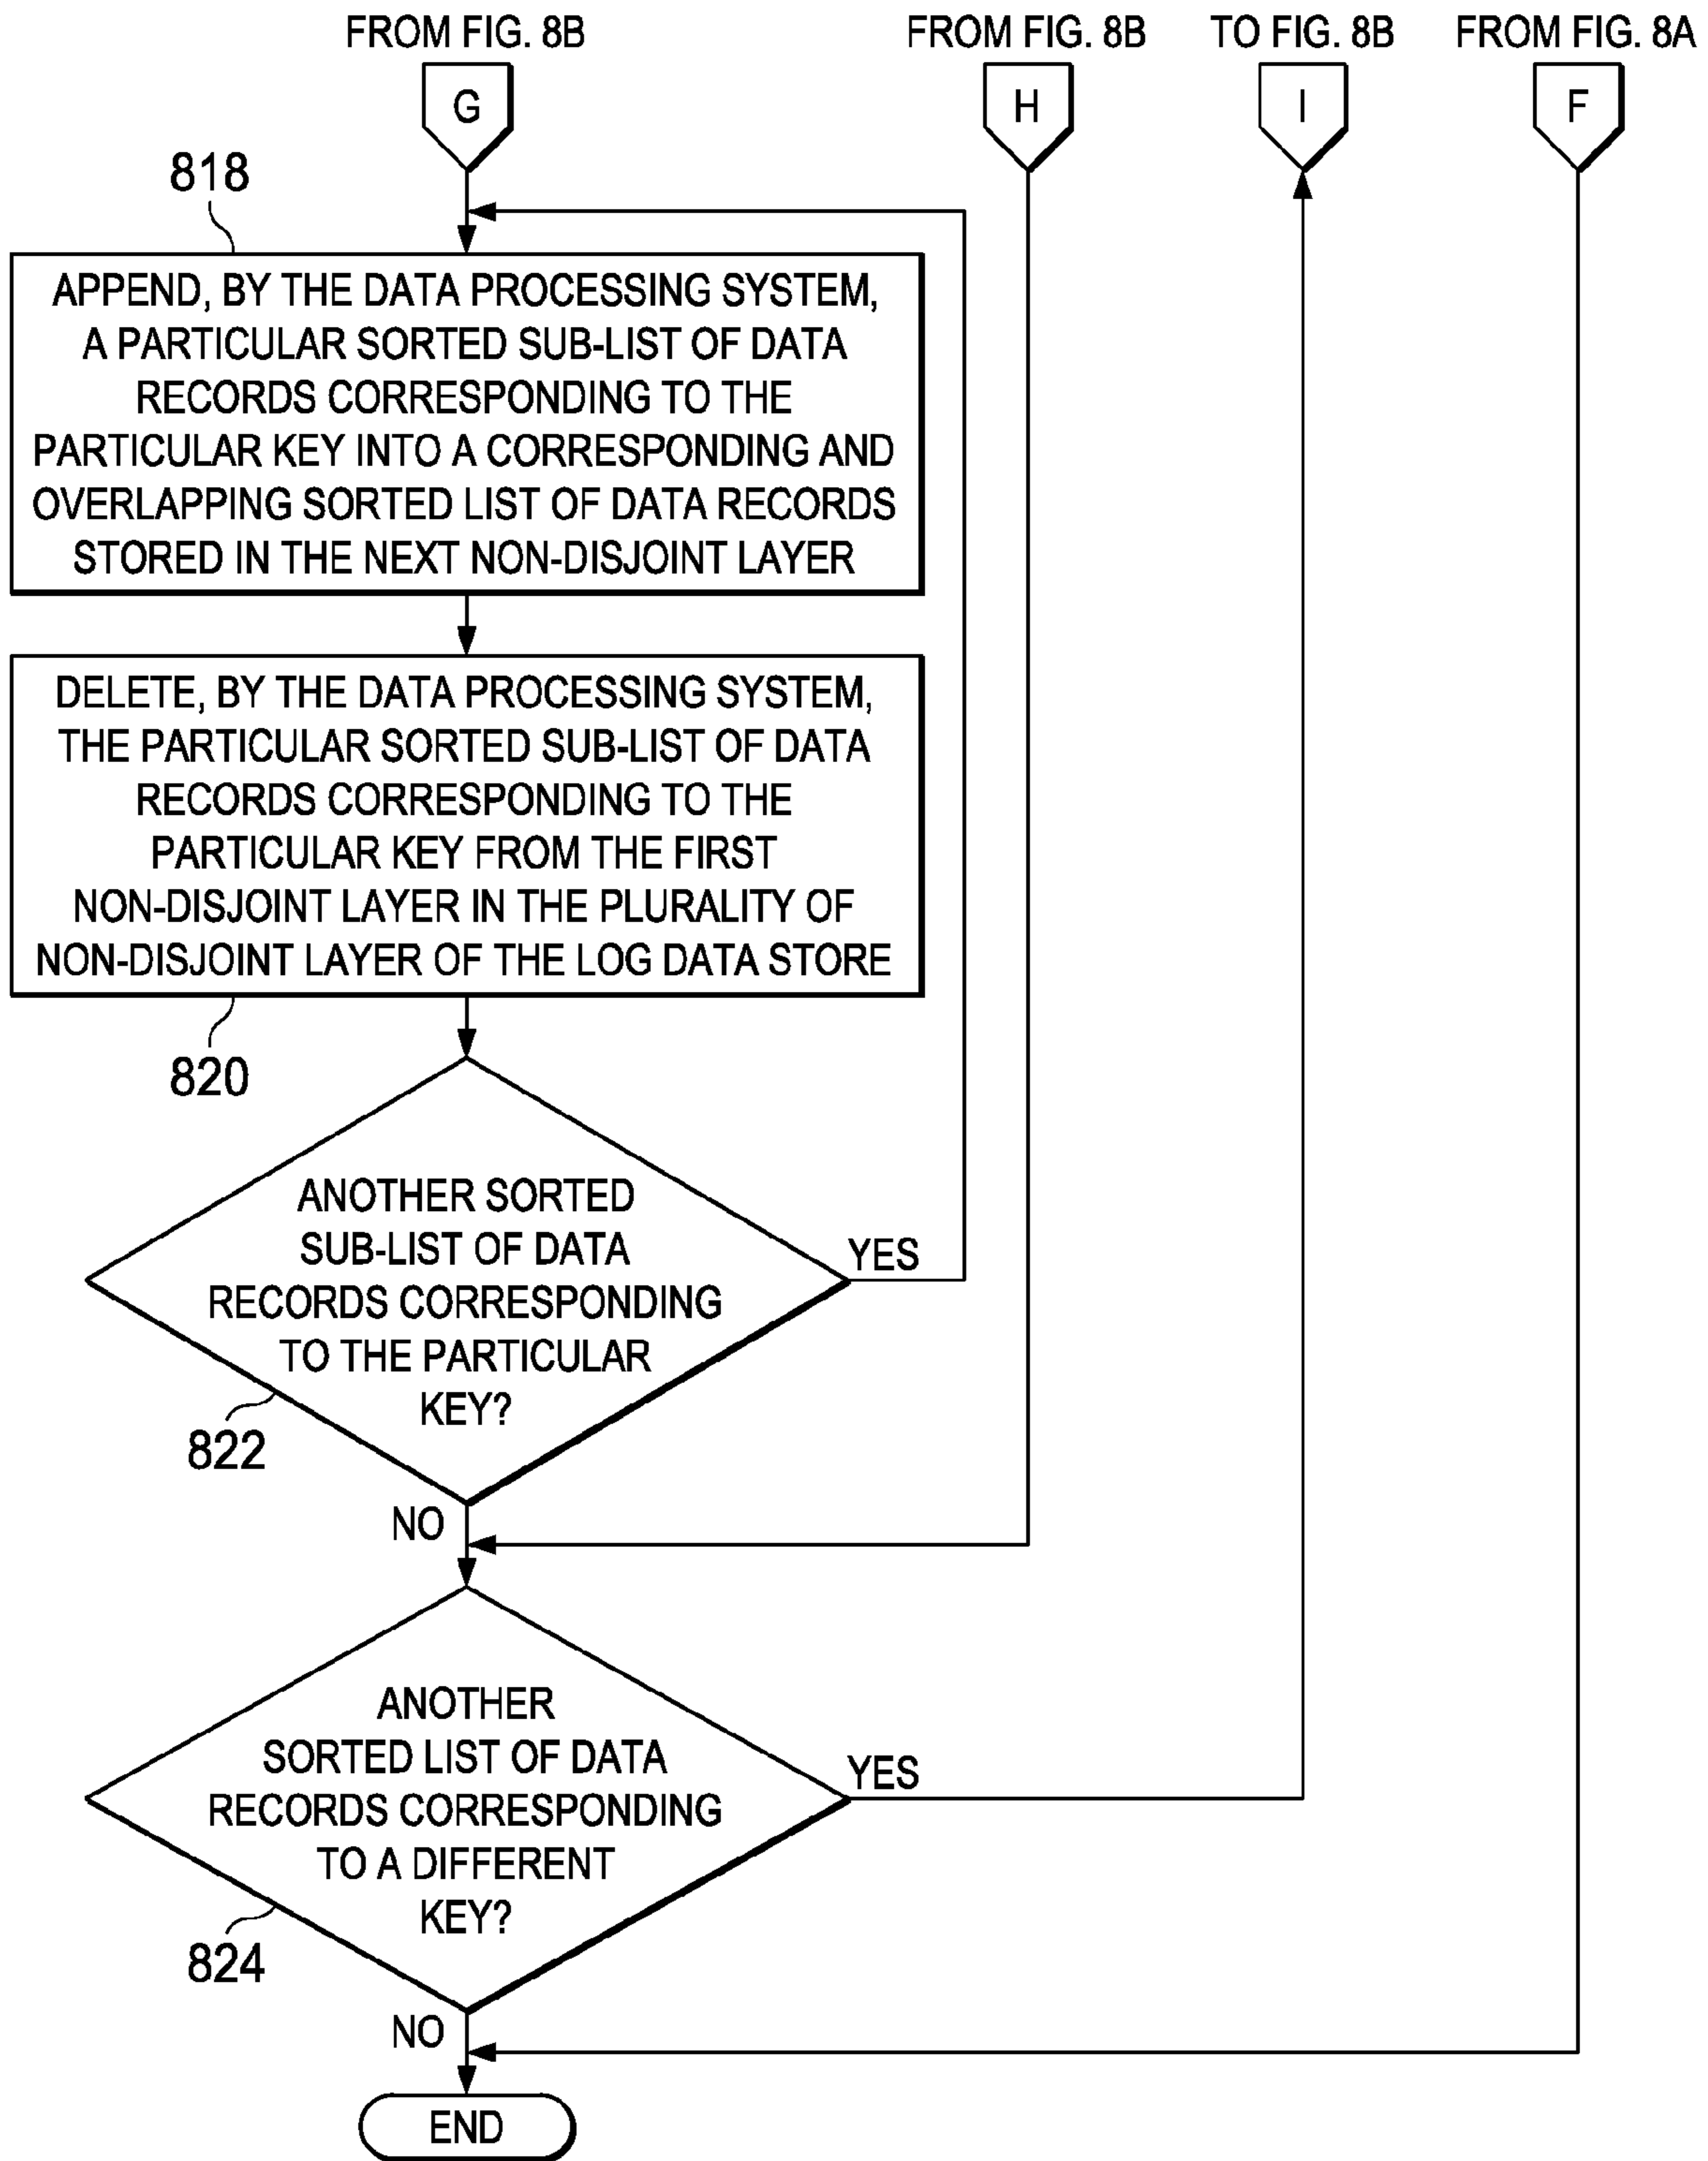 FROM FIG. 8B
FROM FIG. 8B
TO FIG. 8B
FROM FIG. 8A
G
H
I
F
818
APPEND, BY THE DATA PROCESSING SYSTEM,
A PARTICULAR SORTED SUB-LIST OF DATA
RECORDS CORRESPONDING TO THE
PARTICULAR KEY INTO A CORRESPONDING AND
OVERLAPPING SORTED LIST OF DATA RECORDS
STORED IN THE NEXT NON-DISJOINT LAYER
DELETE, BY THE DATA PROCESSING SYSTEM,
THE PARTICULAR SORTED SUB-LIST OF DATA
RECORDS CORRESPONDING TO THE
PARTICULAR KEY FROM THE FIRST
NON-DISJOINT LAYER IN THE PLURALITY OF
NON-DISJOINT LAYER OF THE LOG DATA STORE
820
ANOTHER SORTED
SUB-LIST OF DATA
RECORDS CORRESPONDING
TO THE PARTICULAR
KEY?
YES
822
NO
ANOTHER
SORTED LIST OF DATA
RECORDS CORRESPONDING
TO A DIFFERENT
KEY?
YES
824
NO
END